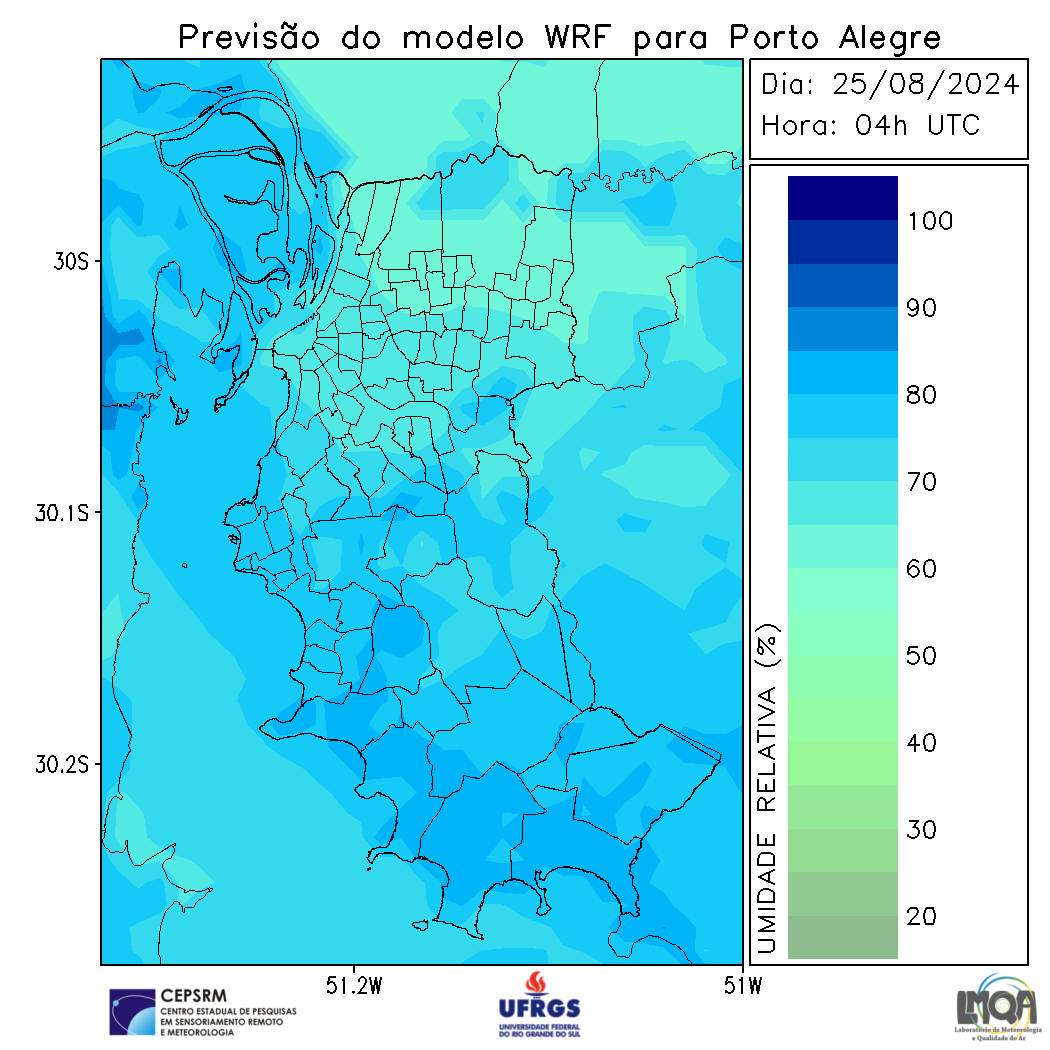 Previsão do modelo WRF para Porto Alegre
Dia: 25/08/2024
Hora: 04h UTC
100
90
80
70
60
50
40
30
20
UMIDADE RELATIVA (%)
30S
30.1S
30.2S
51.2W
51W
CEPSRM
CENTRO ESTADUAL DE PESQUISAS
EM SENSORIAMENTO REMOTO
E METEOROLOGIA
UFRGS
UNIVERSIDADE FEDERAL
DO RIO GRANDE DO SUL
LMQA
Laboratório de Meteorologia
e Qualidade do Ar